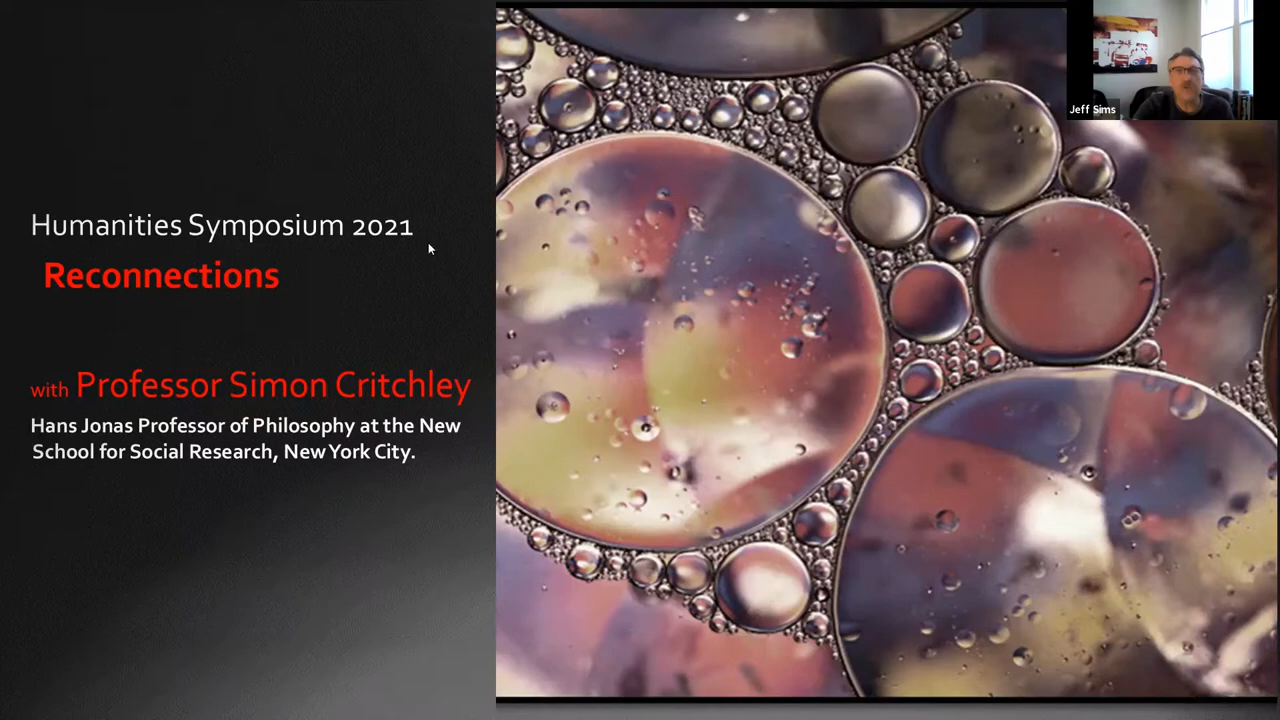 Jeff Sims
Humanities Symposium 2021
Reconnections
with Professor Simon Critchley
Hans Jonas Professor of Philosophy at the New
School for Social Research, New York City.